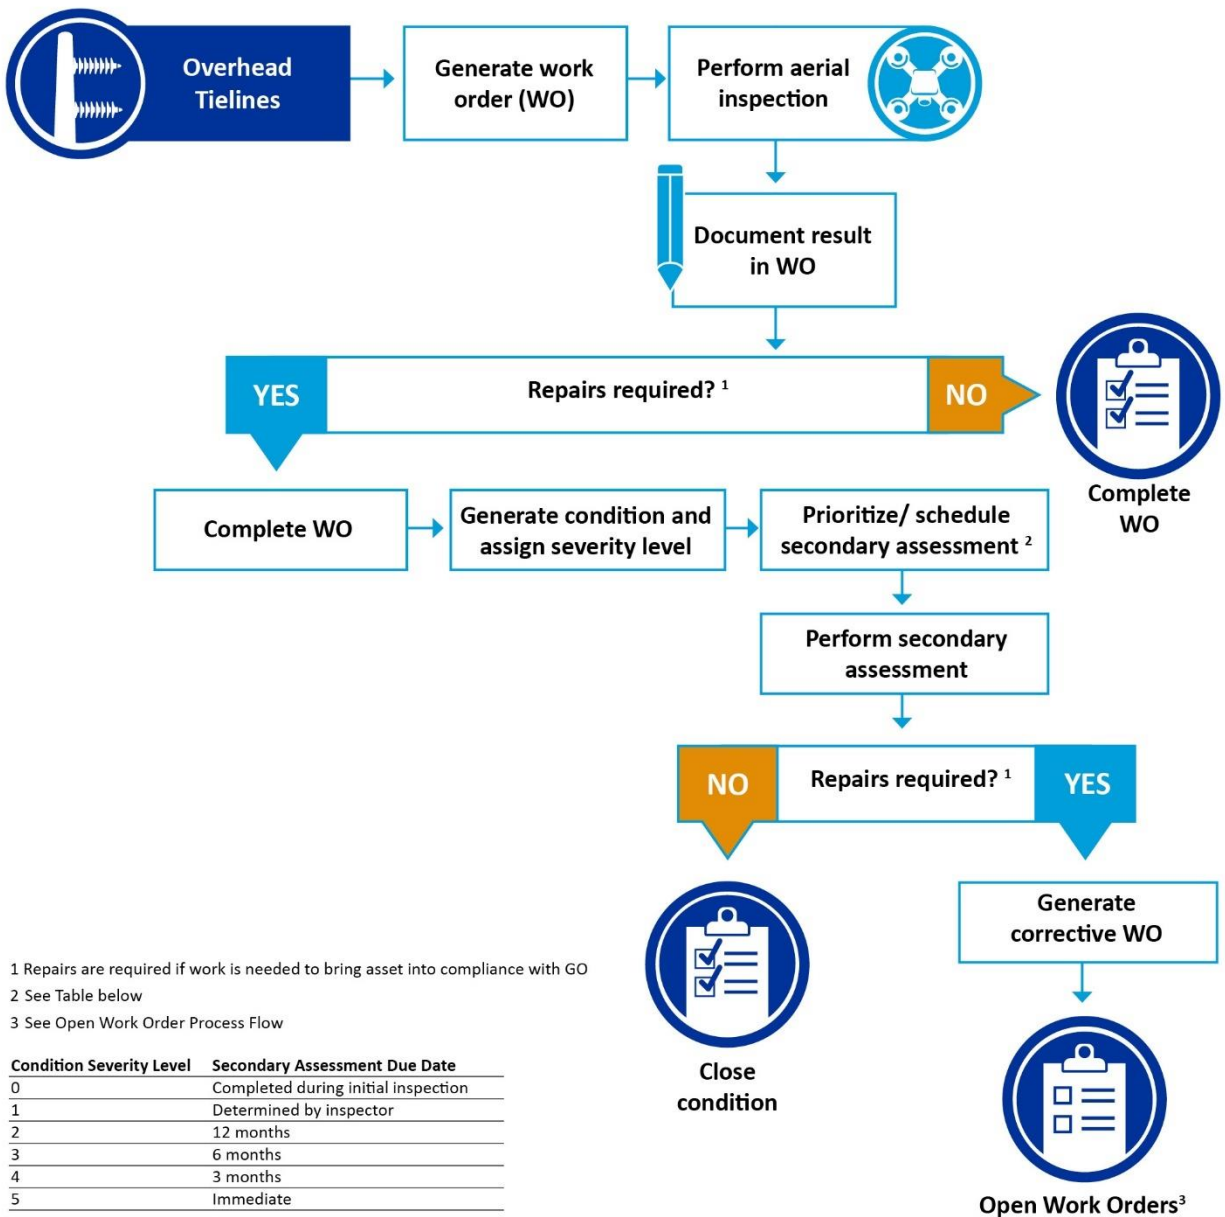 Overhead
Tielines
Generate work
order (WO)
Perform aerial
inspection
Document result
in WO
YES
Repairs required? ¹
NO
Complete
WO
Complete WO
Generate condition and
assign severity level
Prioritize/ schedule
secondary assessment ²
Perform secondary
assessment
NO
Repairs required? ¹
YES
Generate
corrective WO
Close
condition
Open Work Orders³
1 Repairs are required if work is needed to bring asset into compliance with GO
2 See Table below
3 See Open Work Order Process Flow
Condition Severity Level Secondary Assessment Due Date
0 Completed during initial inspection
1 Determined by inspector
2 12 months
3 6 months
4 3 months
5 Immediate